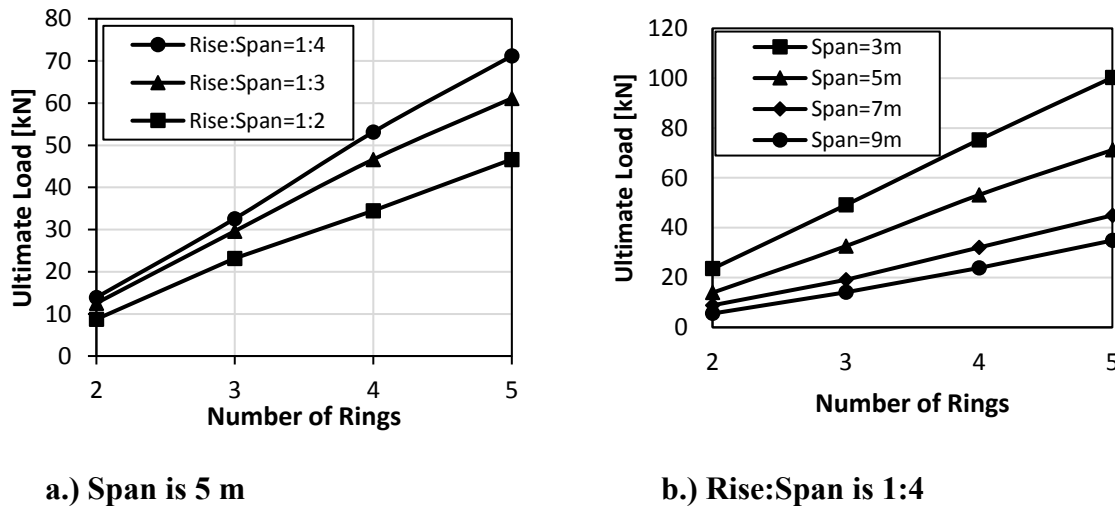 Ultimate Load [kN]
80
70
60
50
40
30
20
10
0
Rise:Span=1:4
Rise:Span=1:3
Rise:Span=1:2
2 3 4 5
Number of Rings
a.) Span is 5 m
Ultimate Load [kN]
120
100
80
60
40
20
0
Span=3m
Span=5m
Span=7m
Span=9m
2 3 4 5
Number of Rings
b.) Rise:Span is 1:4